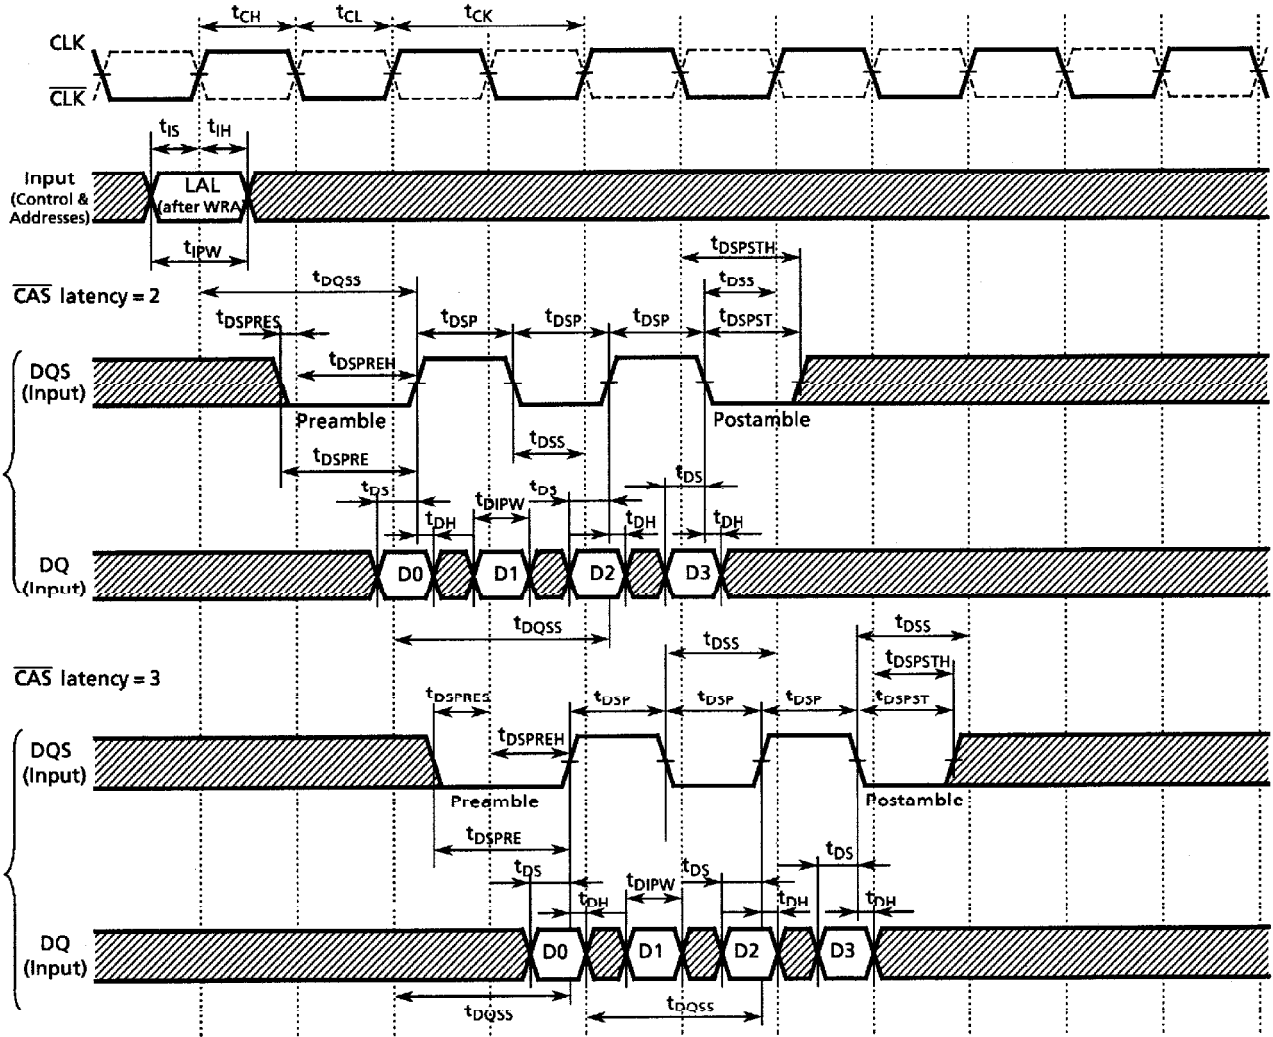 tCH tCL tCK
CLK
CLK
tIS tIH
Input
(Control &
Addresses)
LAL
(after WRA)
tIPW
tDSPSTH
CAS latency = 2
tDQSS tDSS
tDSPRES tDSP tDSP tDSP tDSPST
DQS
(Input)
tDSPREH
Preamble Postamble
tDSS
tDSPRE
tDS tDIPW tDS tDS
tDH tDH tDH
DQ
(Input)
D0 D1 D2 D3
tDQSS
tDSS tDSS
CAS latency = 3
tDSPSTH
tDSPRES tDSP tDSP tDSP tDSPST
DQS
(Input)
tDSPREH
Preamble Postamble
tDSPRE
tDS tDIPW tDS tDS
tDH tDH tDH
DQ
(Input)
D0 D1 D2 D3
tDQSS tDQSS